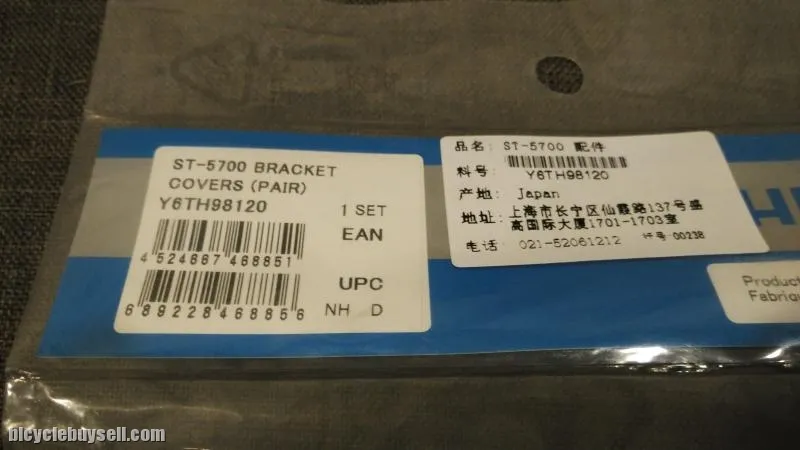 ST-5700 BRACKET
COVERS (PAIR)
Y6TH98120
1 SET
EAN
4 524667 468851
UPC
6 89228 46885 6
NH D
品名: ST-5700 配件
料号:
Y6TH98120
产地: Japan
地址: 上海市长宁区仙霞路137号盛
高国际大厦1701-1703室
电话: 021-52061212
00238
Product
Fabriq
bicyclebuysell.com